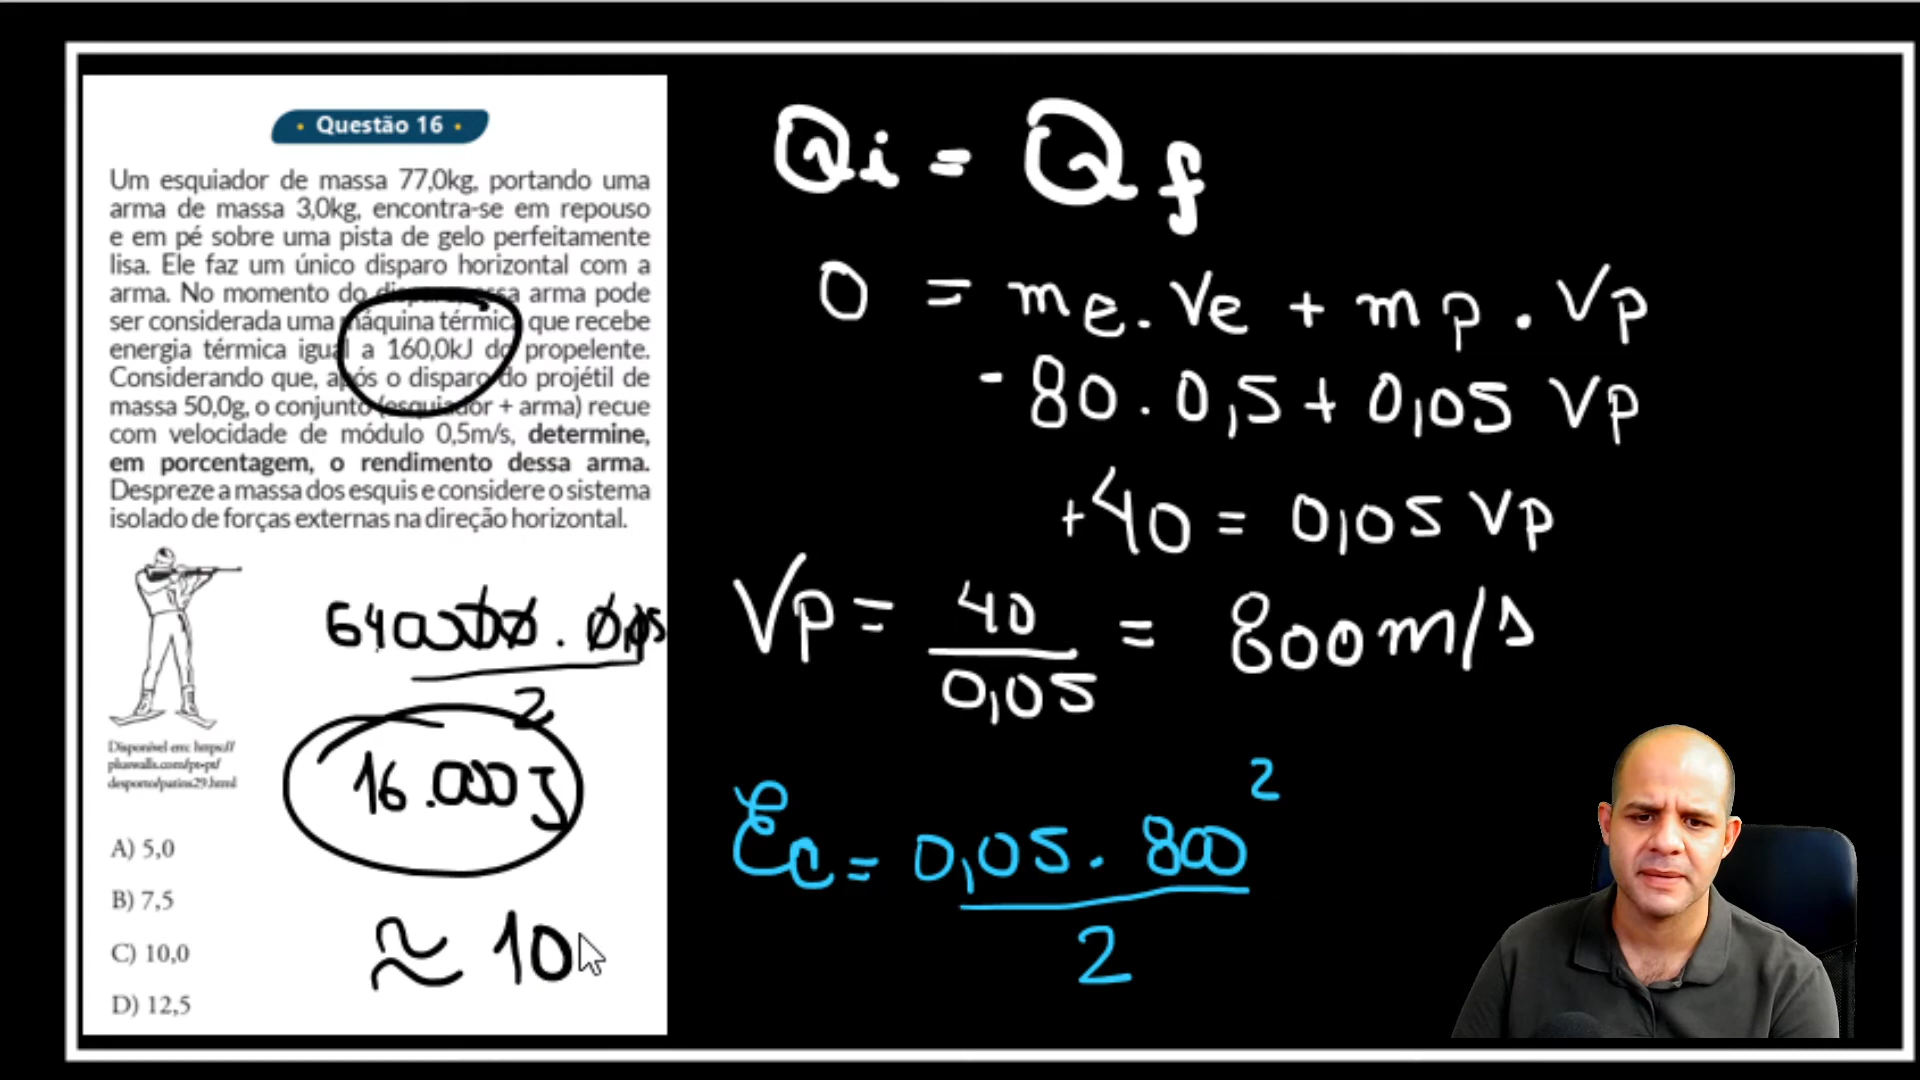 Questão 16
Um esquiador de massa 77,0kg, portando uma
arma de massa 3,0kg, encontra-se em repouso
e em pé sobre uma pista de gelo perfeitamente
lisa. Ele faz um único disparo horizontal com a
arma. No momento do disparo, essa arma pode
ser considerada uma máquina térmica que recebe
energia térmica igual a 160,0kJ do propelente.
Considerando que, após o disparo do projétil de
massa 50,0g, o conjunto (esquiador + arma) recue
com velocidade de módulo 0,5m/s, determine,
em porcentagem, o rendimento dessa arma.
Despreze a massa dos esquis e considere o sistema
isolado de forças externas na direção horizontal.
Disponível em: https://
desporto/patins29.html
A) 5,0
B) 7,5
C) 10,0
D) 12,5
640000 . 0,05
2
16.000J
≈ 10
Qi = Qf
0 = me.Ve + mp.Vp
-80.0,5 + 0,05 Vp
+40 = 0,05 Vp
Vp = 40 = 800m/s
0,05
Ec = 0,05 . 800²
2